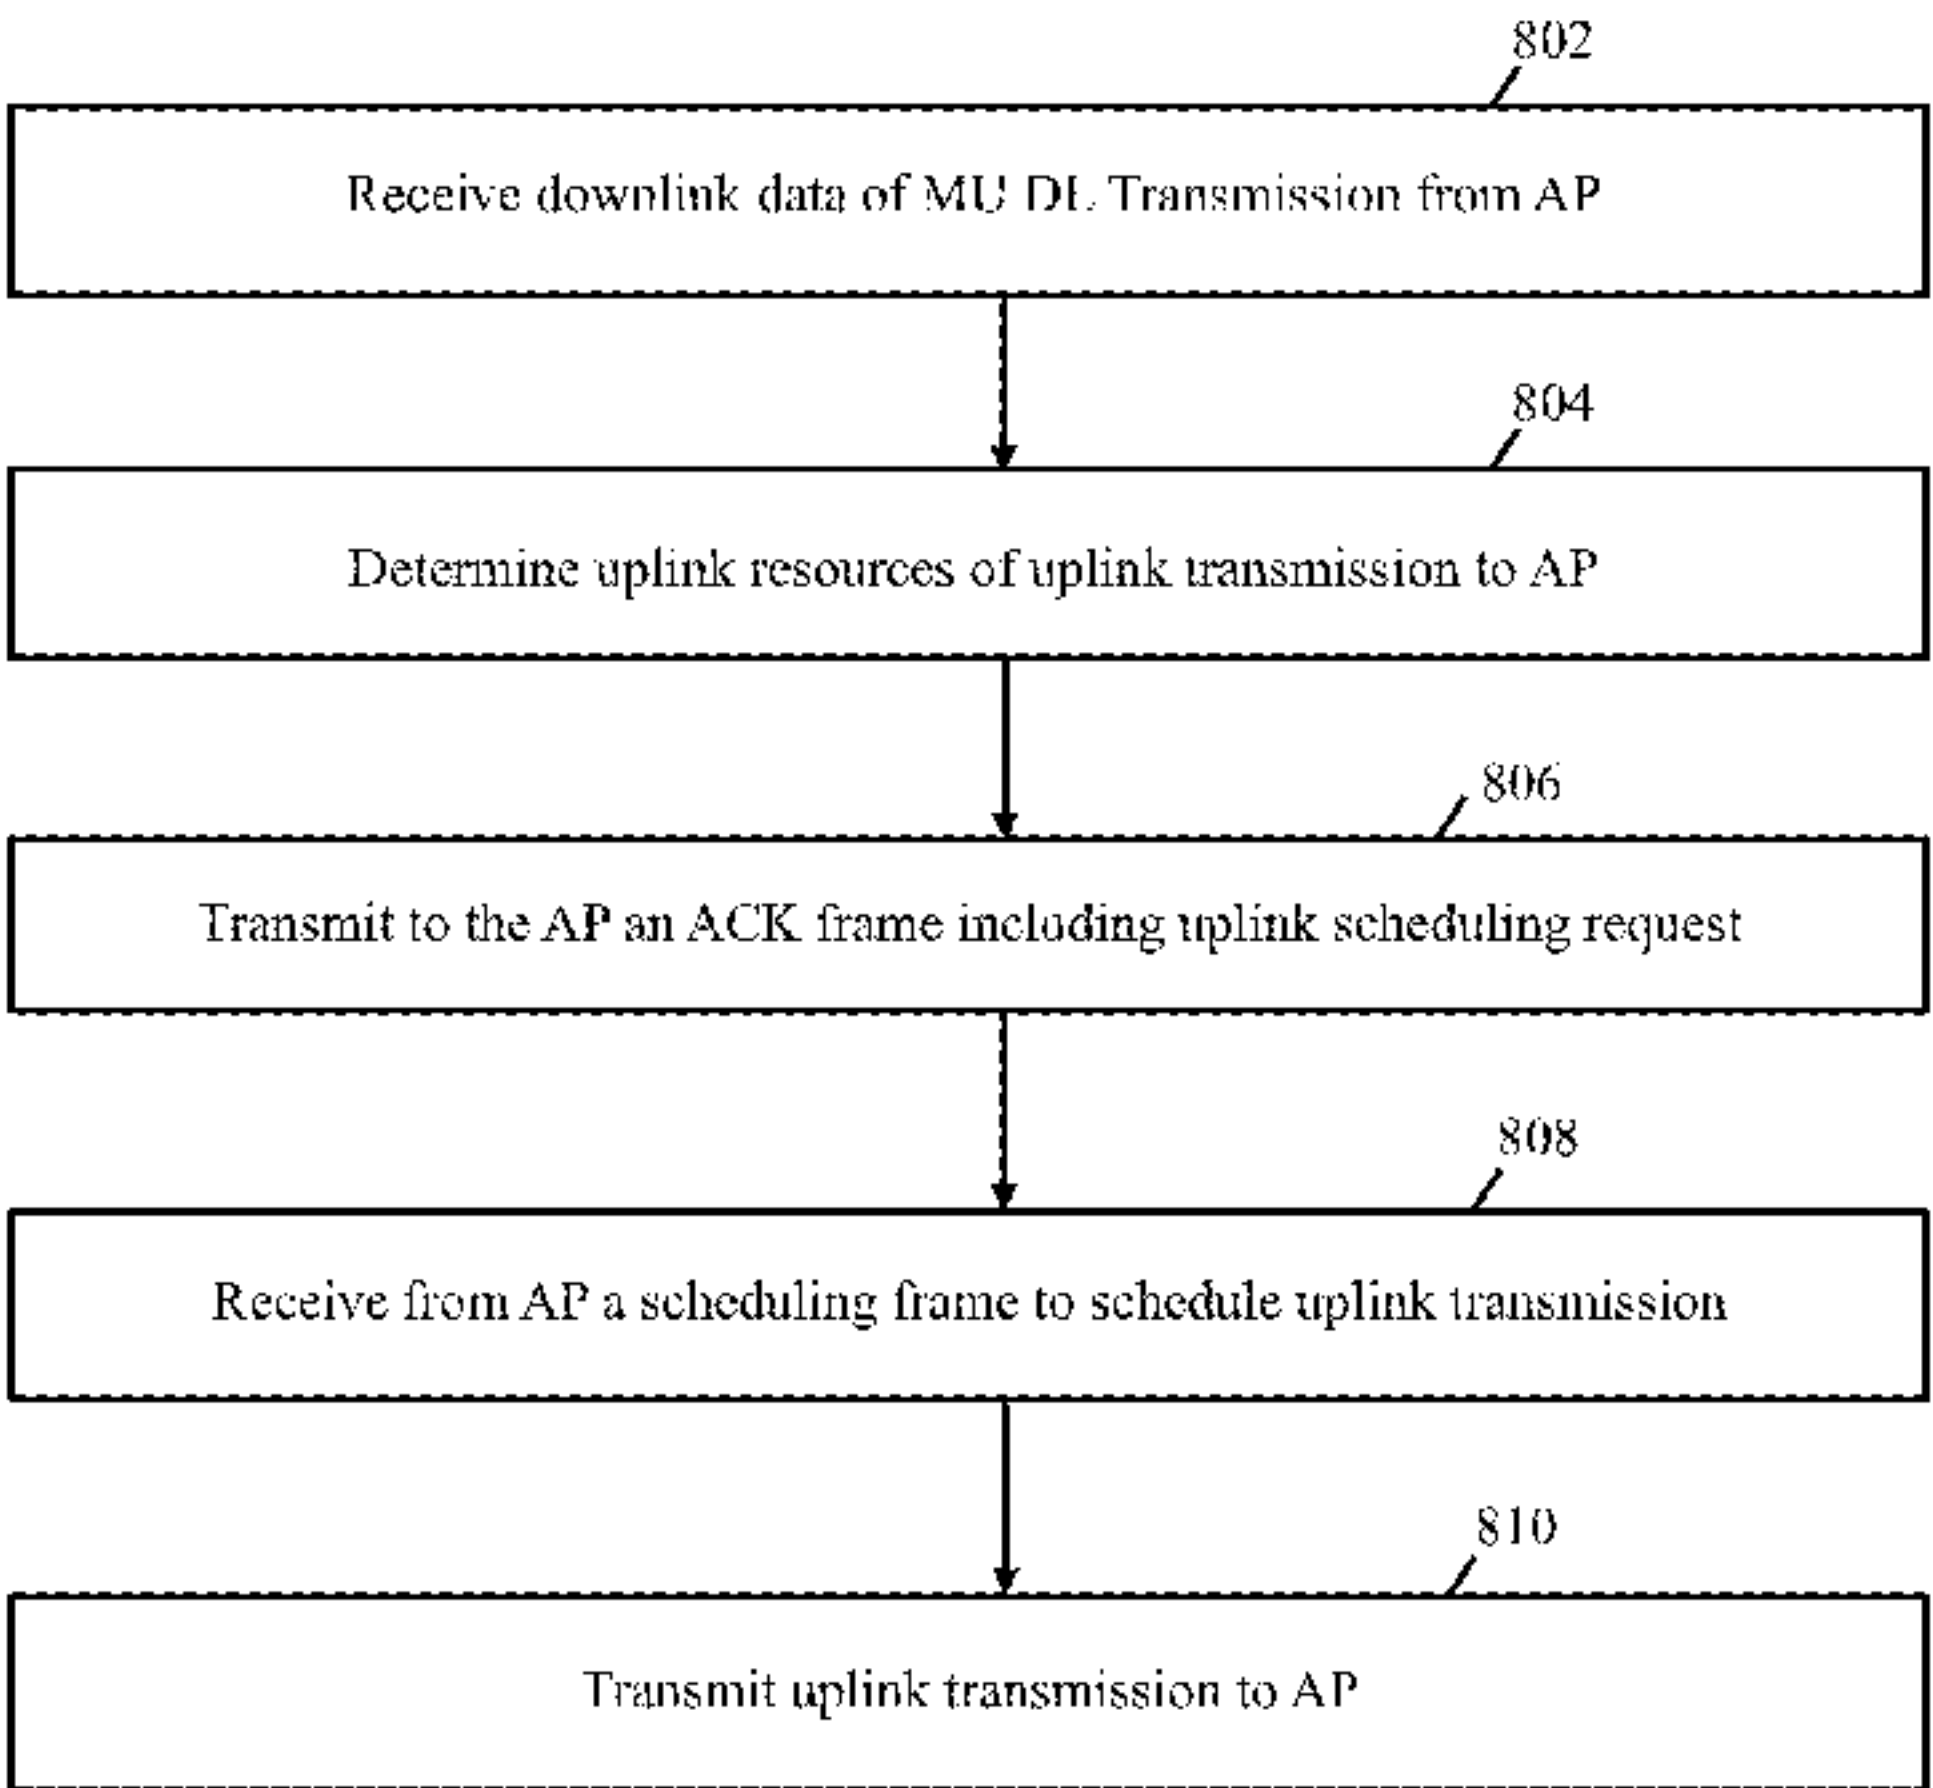 802
Receive downlink data of MU DL Transmission from AP
804
Determine uplink resources of uplink transmission to AP
806
Transmit to the AP an ACK frame including uplink scheduling request
808
Receive from AP a scheduling frame to schedule uplink transmission
810
Transmit uplink transmission to AP